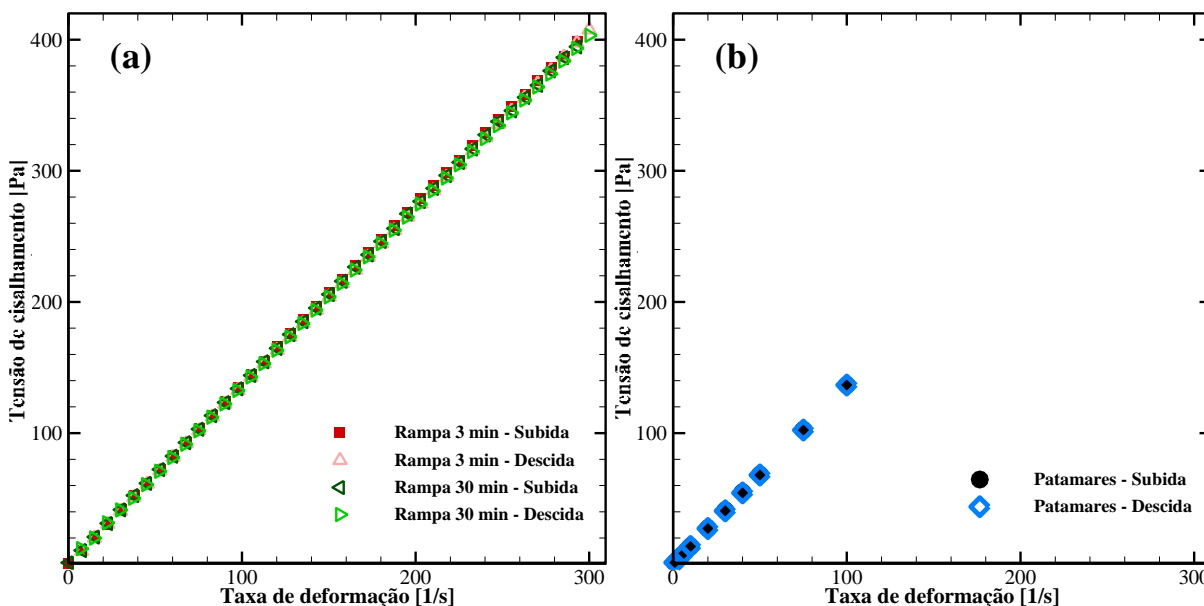 (a)
Tensão de cisalhamento [Pa]
400
300
200
100
0
0 100 200 300
Taxa de deformação [1/s]
Rampa 3 min - Subida
Rampa 3 min - Descida
Rampa 30 min - Subida
Rampa 30 min - Descida
(b)
Tensão de cisalhamento [Pa]
400
300
200
100
0
0 100 200 300
Taxa de deformação [1/s]
Patamares - Subida
Patamares - Descida